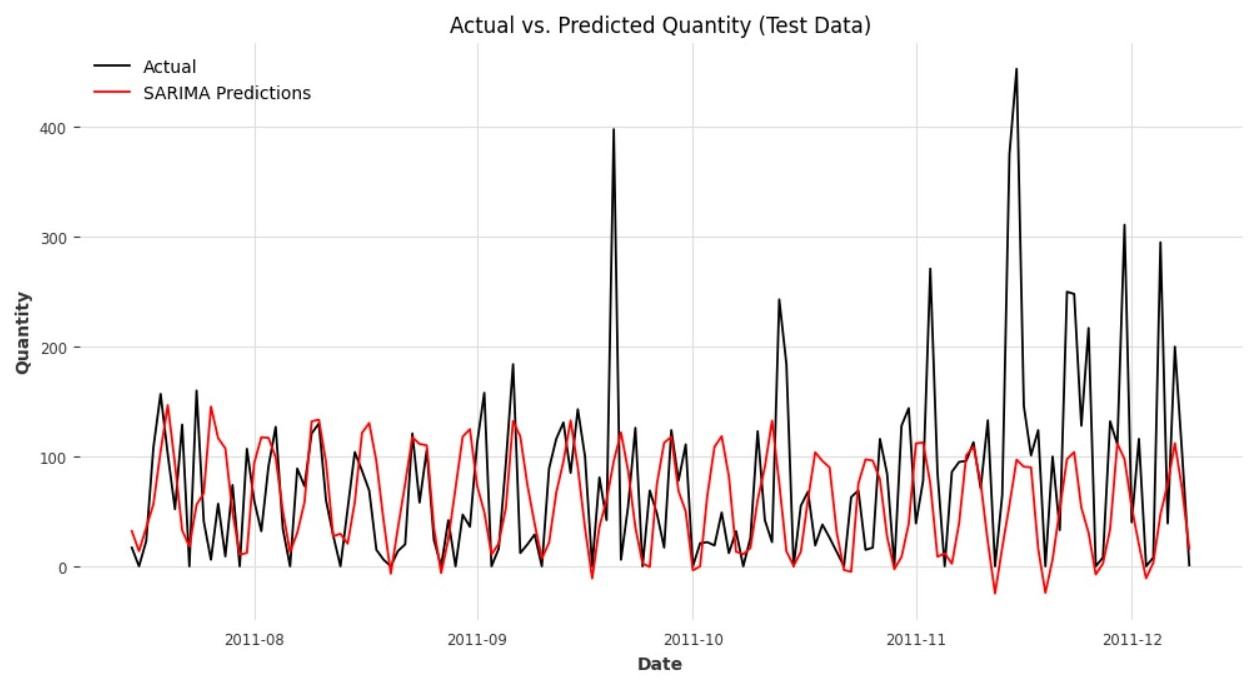 Actual vs. Predicted Quantity (Test Data)
Actual
SARIMA Predictions
400
300
200
100
0
Quantity
2011-08
2011-09
2011-10
2011-11
2011-12
Date